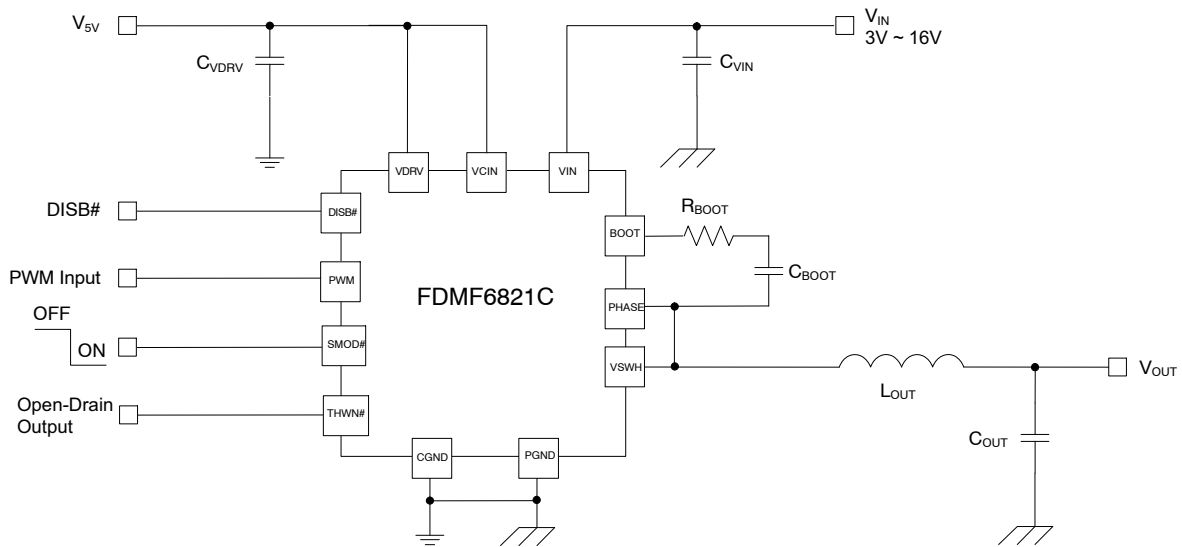 V5V
CVDRV
CVIN
VIN
3V ~ 16V
VDRV
VCIN
VIN
DISB#
DISB#
BOOT
RBOOT
CBOOT
PWM Input
PWM
FDMF6821C
PHASE
OFF
ON
SMOD#
VSWH
LOUT
VOUT
Open-Drain
Output
THWN#
COUT
CGND
PGND